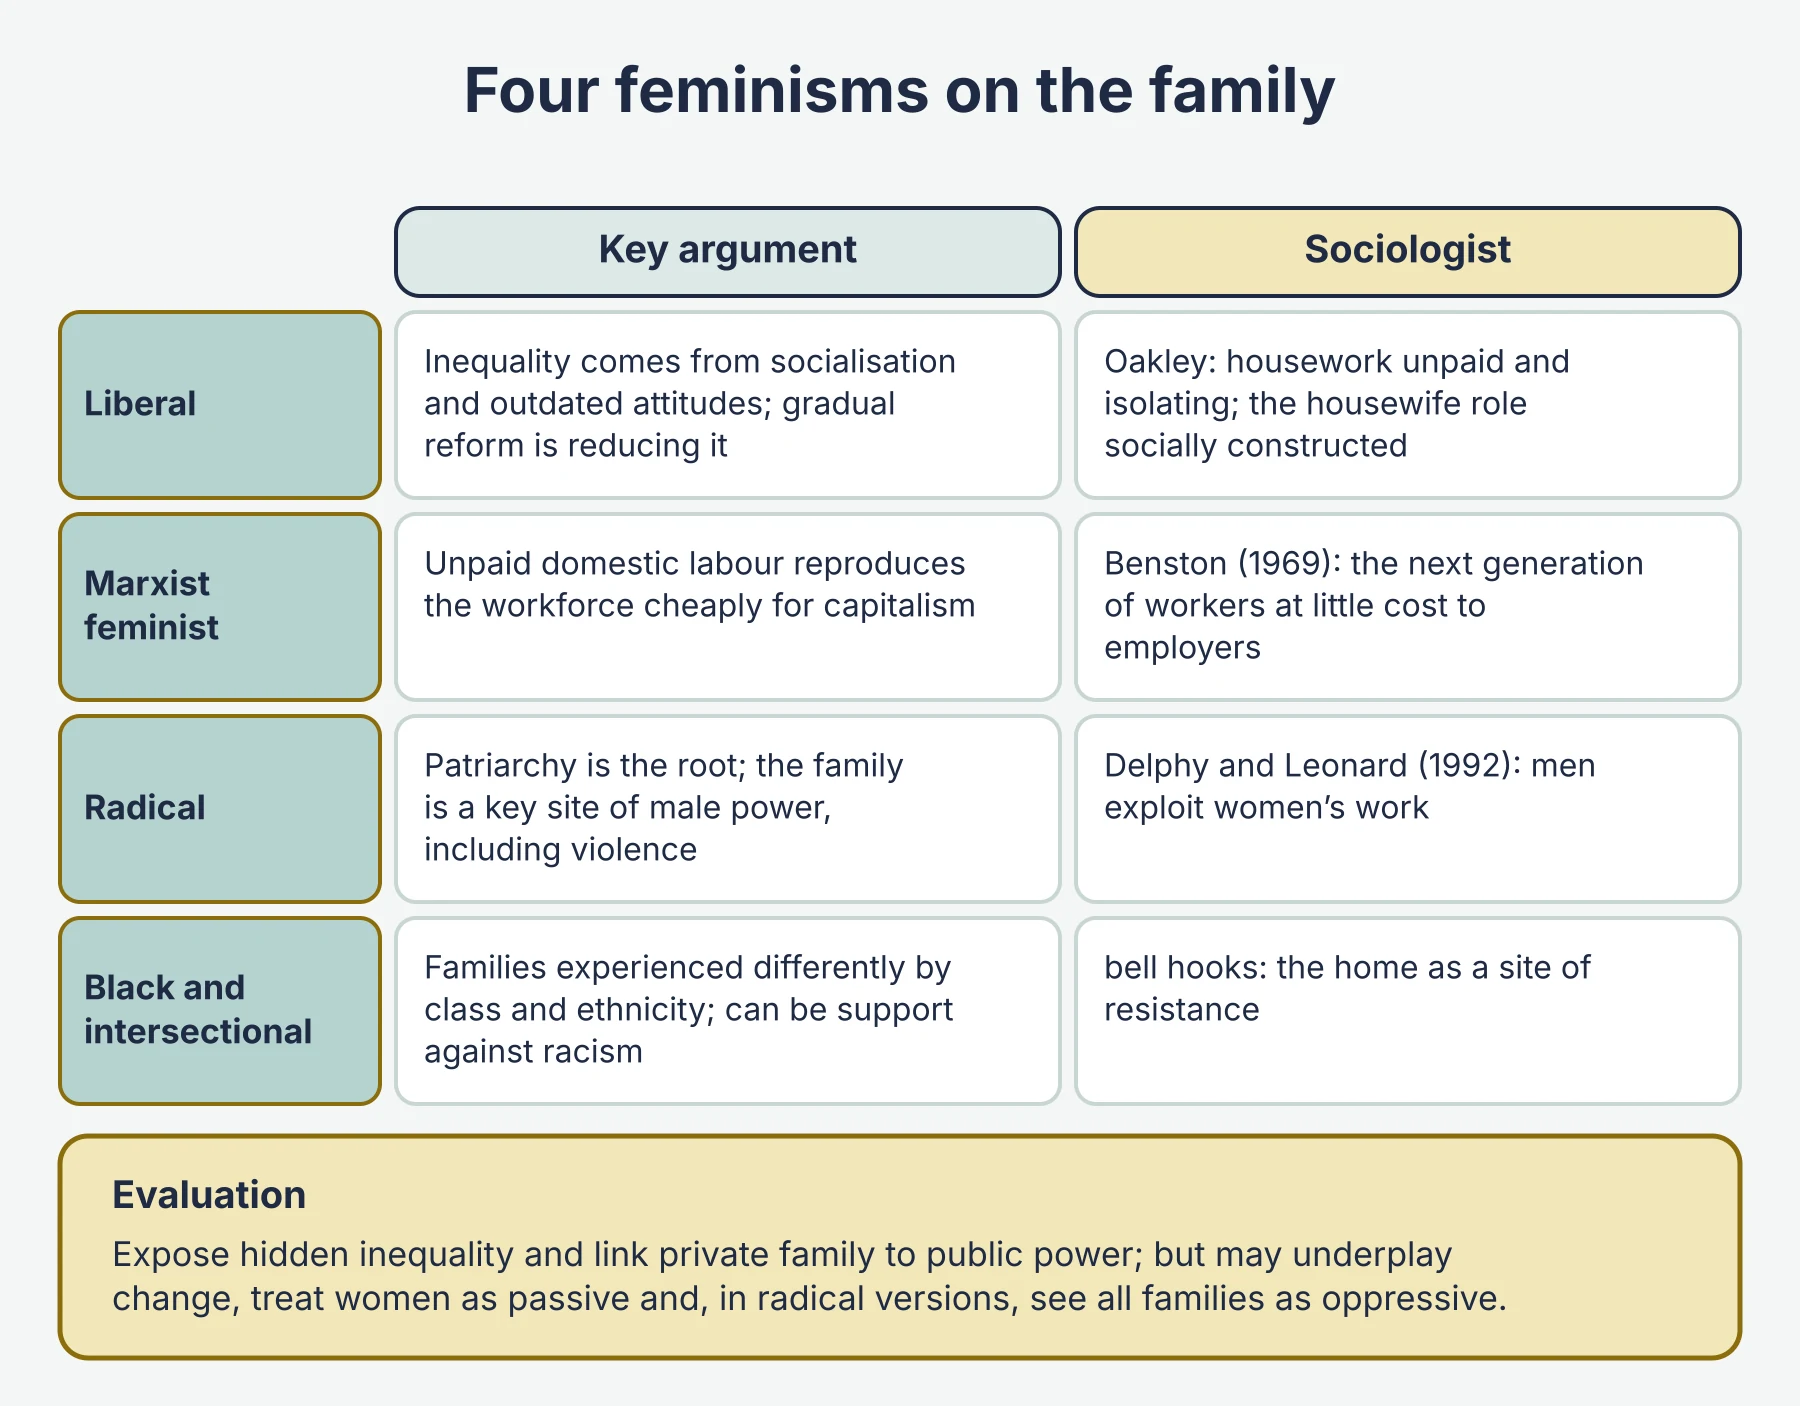 Four feminisms on the family
Key argument
Sociologist
Liberal
Inequality comes from socialisation
and outdated attitudes; gradual
reform is reducing it
Oakley: housework unpaid and
isolating; the housewife role
socially constructed
Marxist
feminist
Unpaid domestic labour reproduces
the workforce cheaply for capitalism
Benston (1969): the next generation
of workers at little cost to
employers
Radical
Patriarchy is the root; the family
is a key site of male power,
including violence
Delphy and Leonard (1992): men
exploit women’s work
Black and
intersectional
Families experienced differently by
class and ethnicity; can be support
against racism
bell hooks: the home as a site of
resistance
Evaluation
Expose hidden inequality and link private family to public power; but may underplay
change, treat women as passive and, in radical versions, see all families as oppressive.